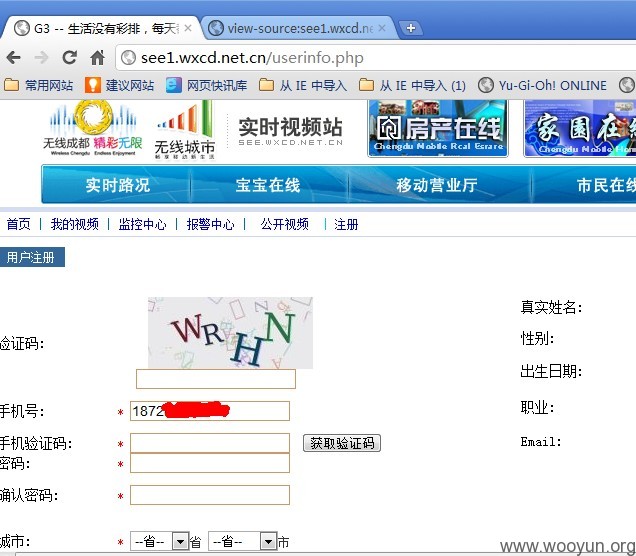 G3 -- 生活没有彩排，每天
view-source:see1.wxcd.ne
see1.wxcd.net.cn/userinfo.php
常用网站 建议网站 网页快讯库 从 IE 中导入 从 IE 中导入 (1) Yu-Gi-Oh! ONLINE
无线成都 精彩无限 无线城市 实时视频站 房产在线 家园在
Wireless Chengdu Endless Enjoyment 畅享移动新生活 SEE.WXCD.NET.CN Chengdu Mobile Real Esrare Chengdu Mobile Hom
实时路况 宝宝在线 移动营业厅 市民在线
首页 | 我的视频 | 监控中心 | 报警中心 | 公开视频 | 注册
用户注册
WRHN
验证码:
真实姓名:
性别:
出生日期:
手机号: * 1872
职业:
手机验证码: * 获取验证码
Email:
密码: *
确认密码: *
城市: * --省-- 省 --省-- 市
www.wooyun.org